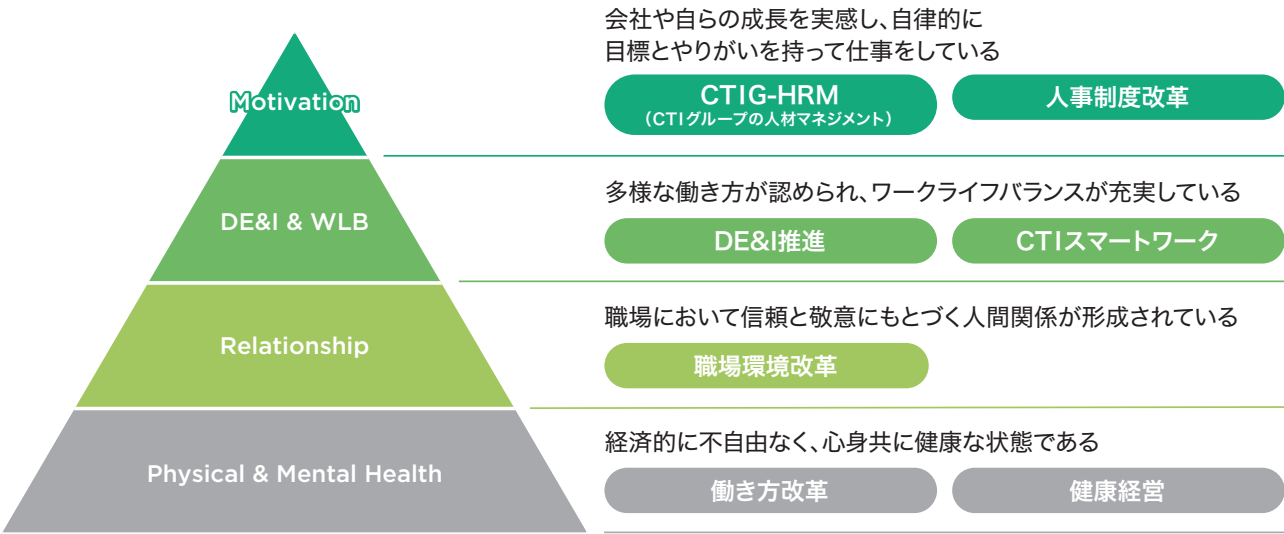 会社や自らの成長を実感し、自律的に
目標とやりがいを持って仕事をしている
Motivation
CTIG-HRM
（CTIグループの人材マネジメント）
人事制度改革
多様な働き方が認められ、ワークライフバランスが充実している
DE&I & WLB
DE&I推進
CTIスマートワーク
職場において信頼と敬意にもとづく人間関係が形成されている
Relationship
職場環境改革
経済的に不自由なく、心身共に健康な状態である
Physical & Mental Health
働き方改革
健康経営